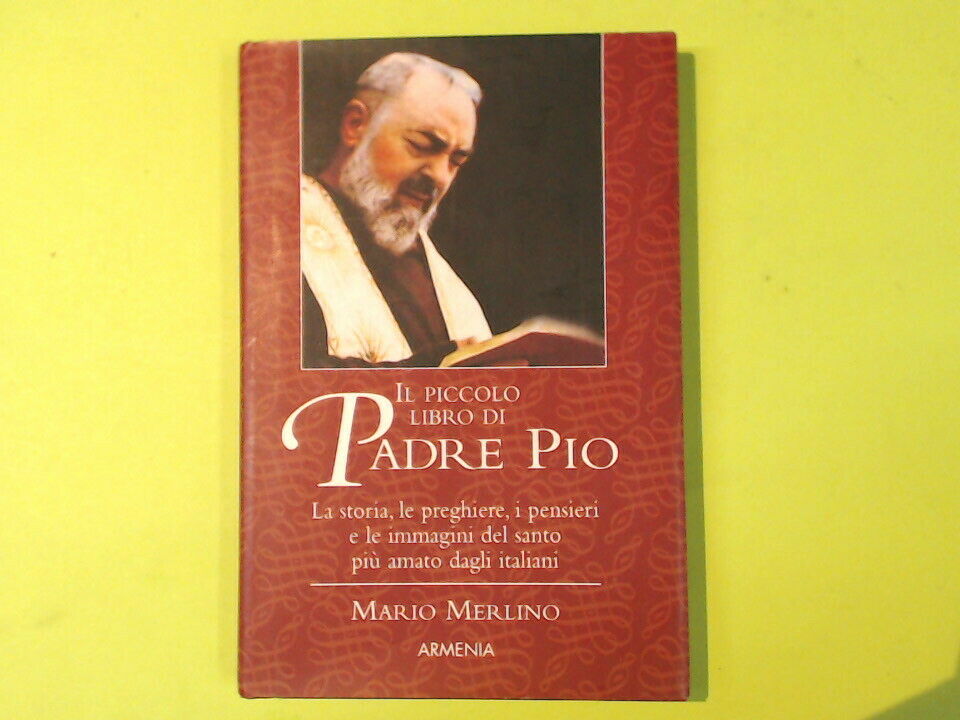 IL PICCOLO
LIBRO DI
PADRE PIO
La storia, le preghiere, i pensieri
e le immagini del santo
più amato dagli italiani
MARIO MERLINO
ARMENIA